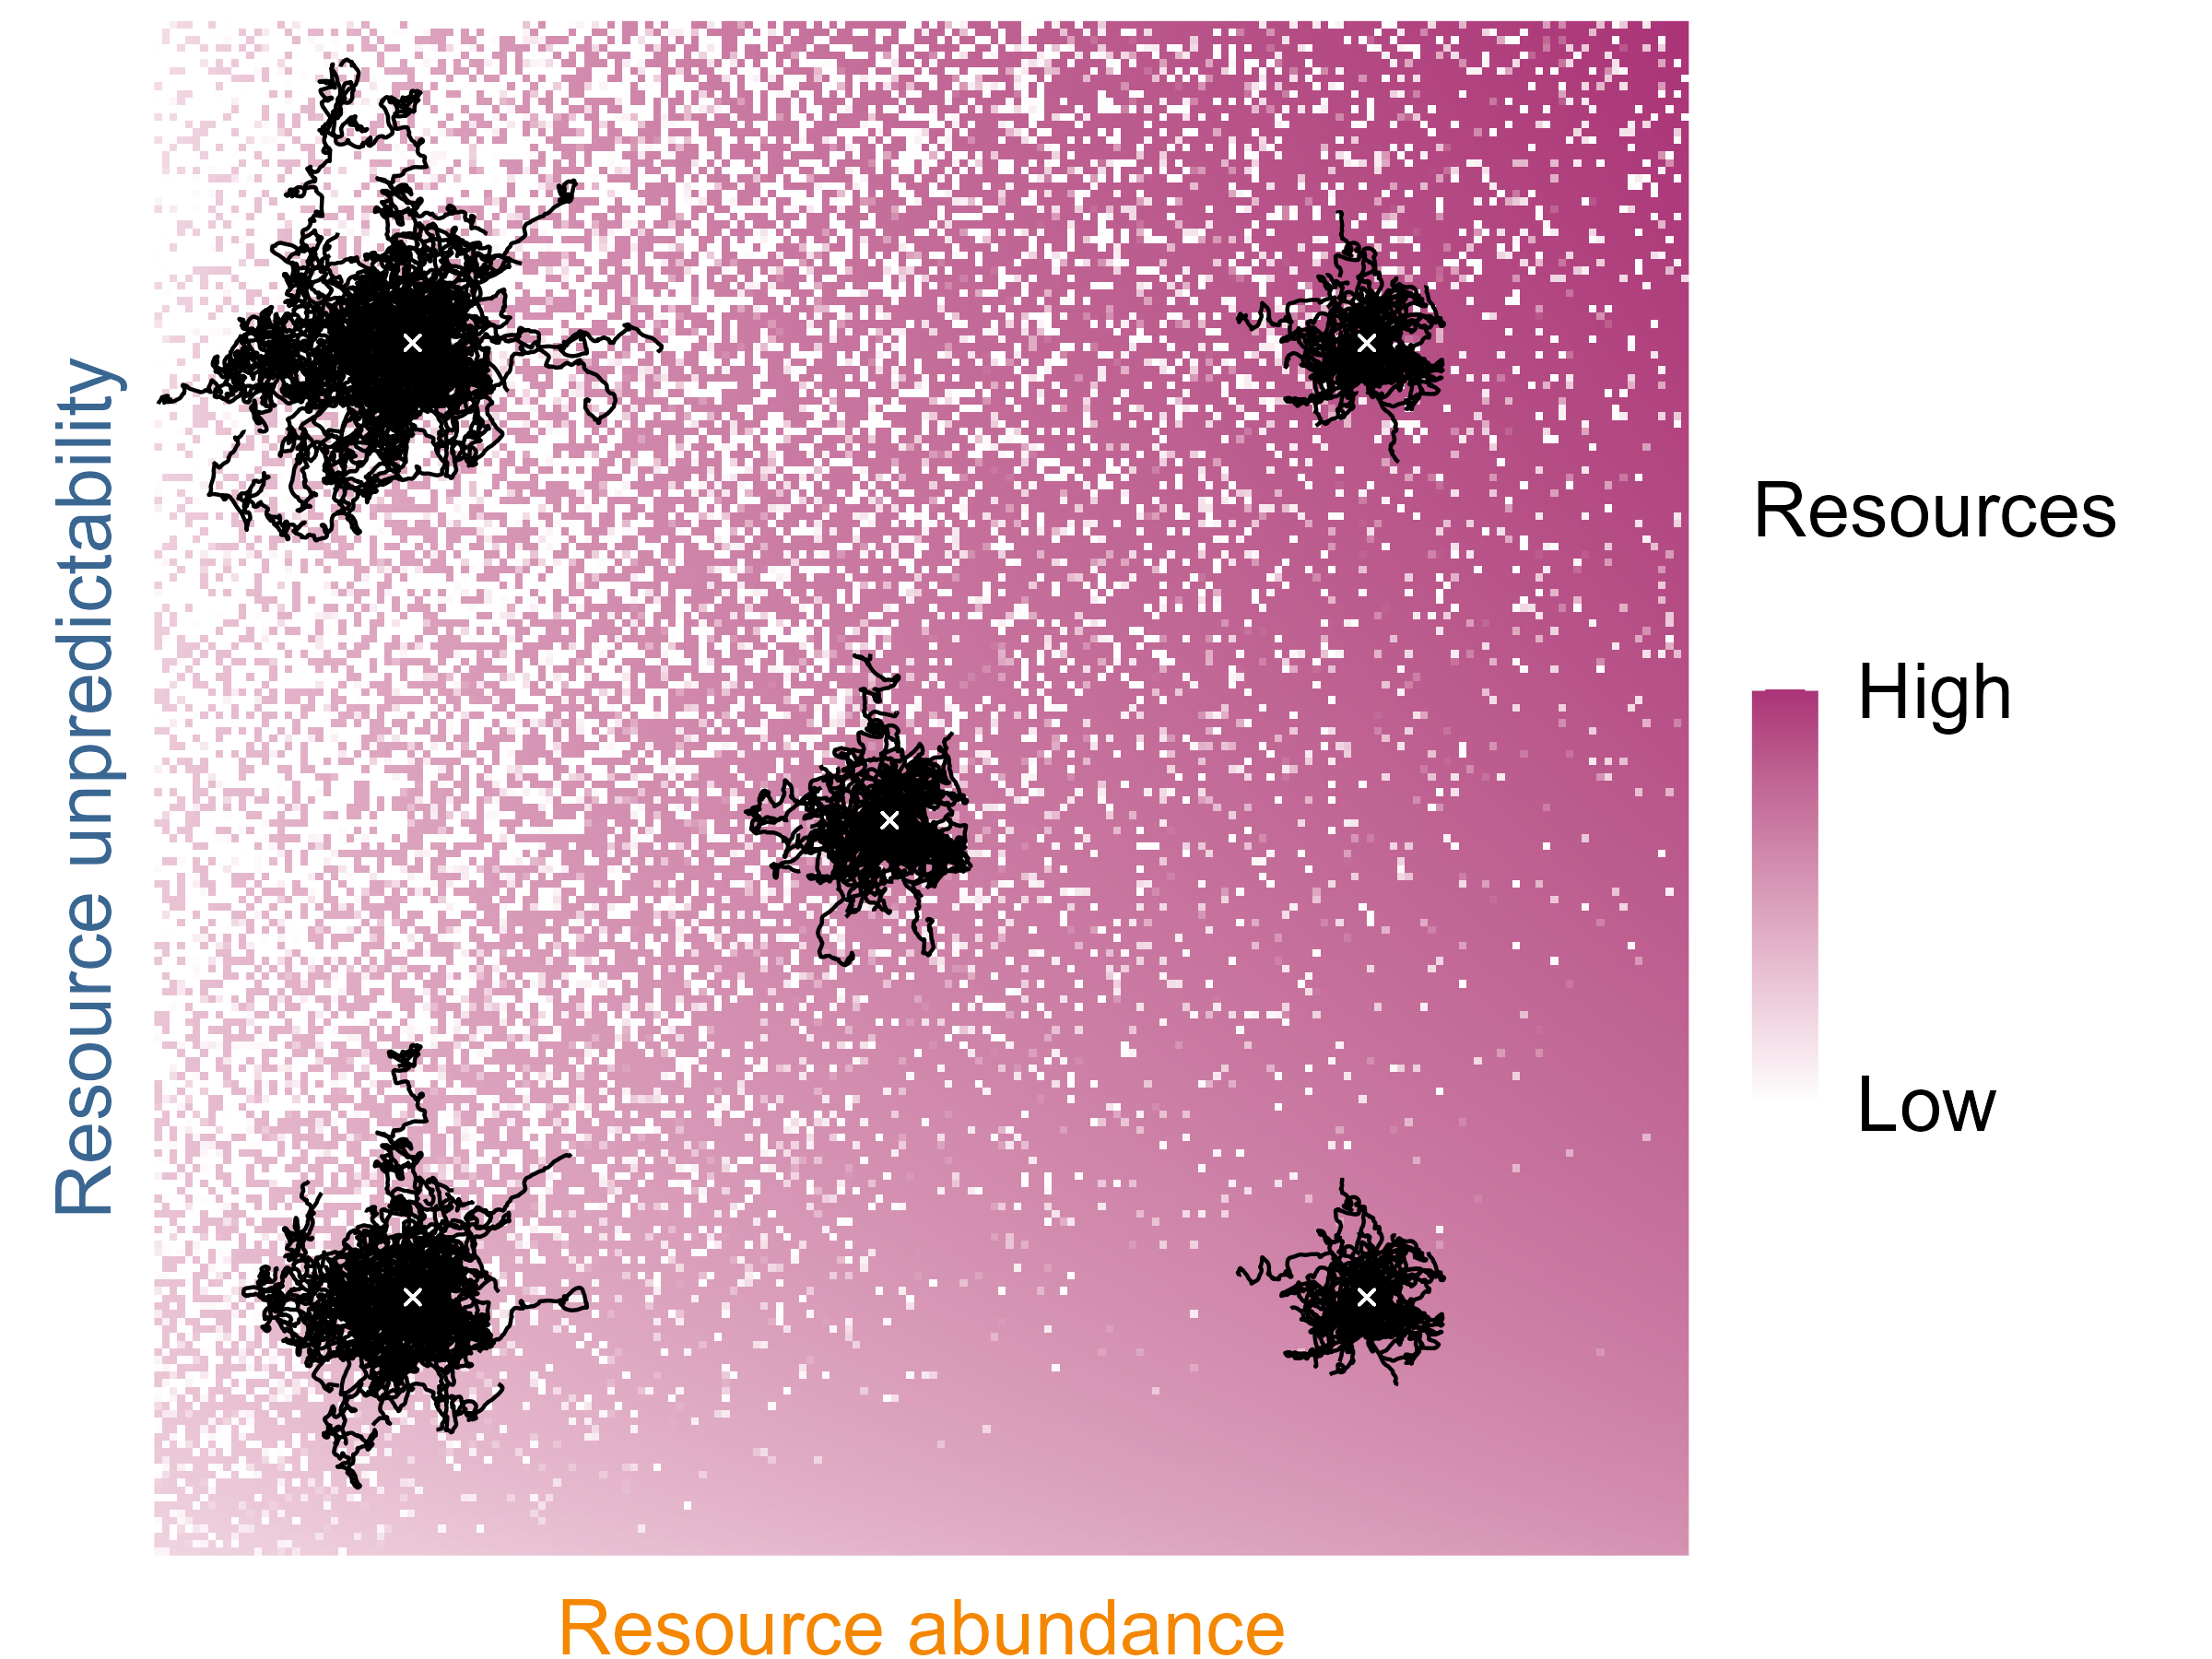 Resource unpredictability
Resources
High
Low
Resource abundance